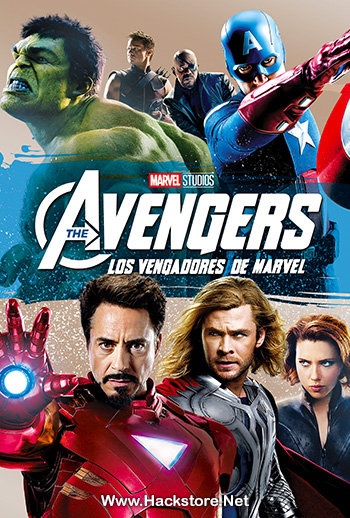 MARVEL STUDIOS
THE AVENGERS
LOS VENGADORES DE MARVEL
A
www.Hackstore.Net